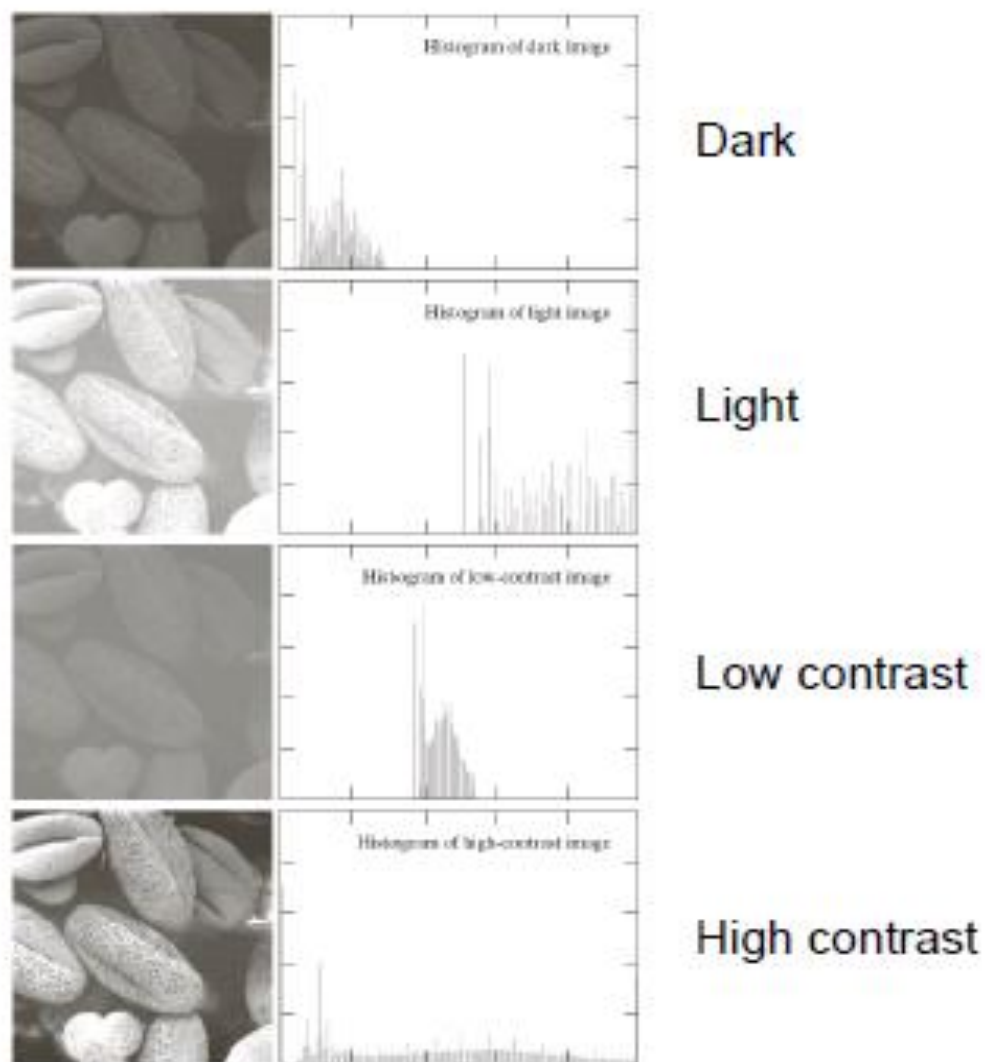 Histogram of dark image
Dark
Histogram of light image
Light
Histogram of low-contrast image
Low contrast
Histogram of high-contrast image
High contrast